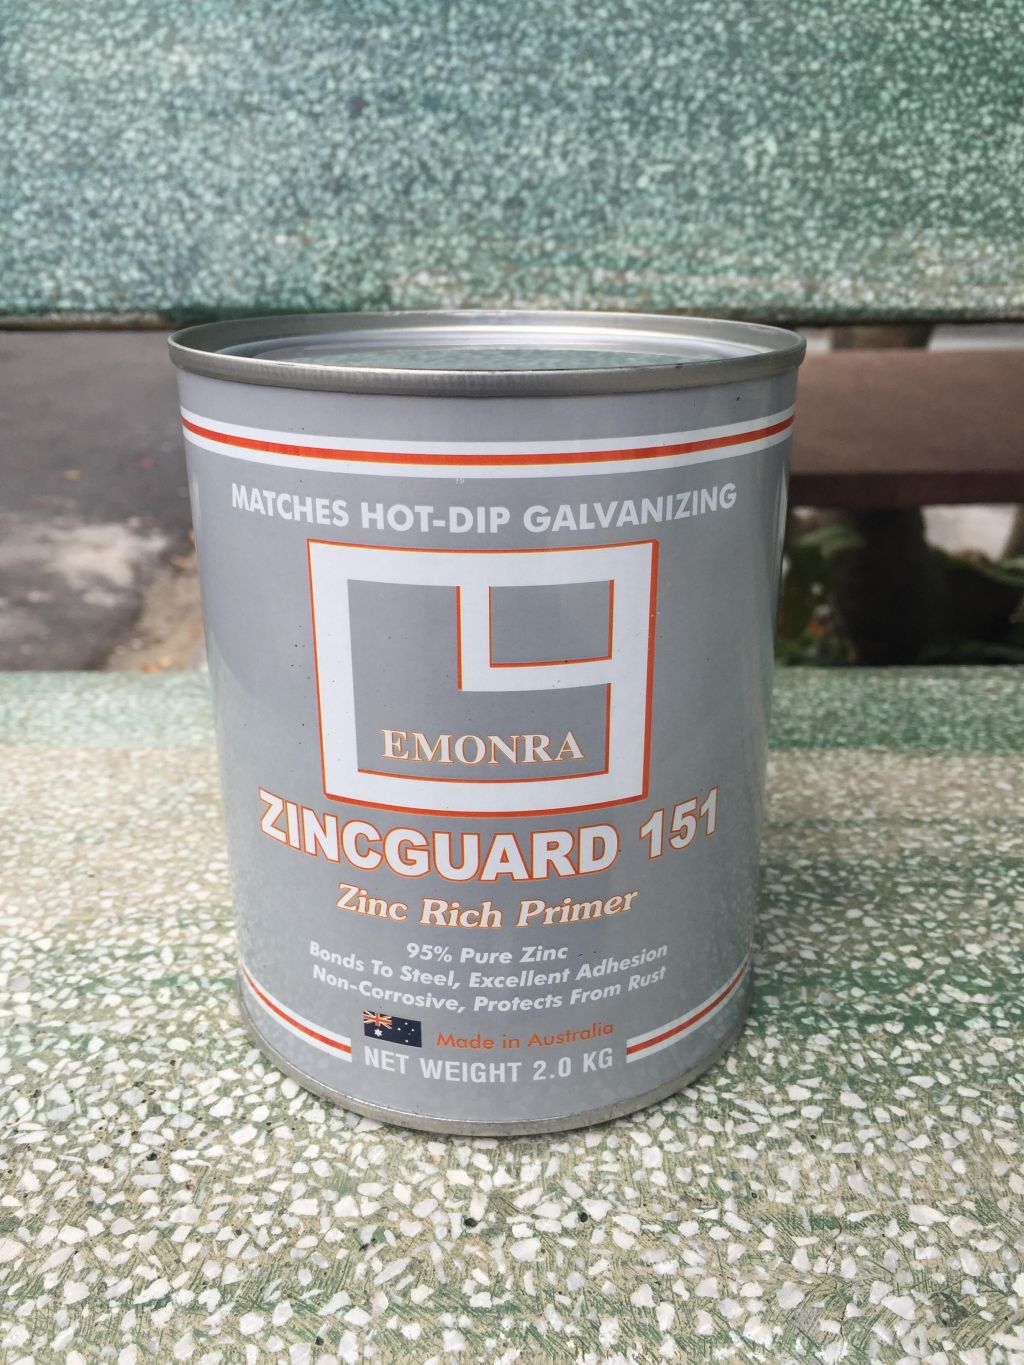 MATCHES HOT-DIP GALVANIZING
EMONRA
ZINCGUARD 151
Zinc Rich Primer
95% Pure Zinc
Bonds To Steel, Excellent Adhesion
Non-Corrosive, Protects From Rust
Made in Australia
NET WEIGHT 2.0 KG